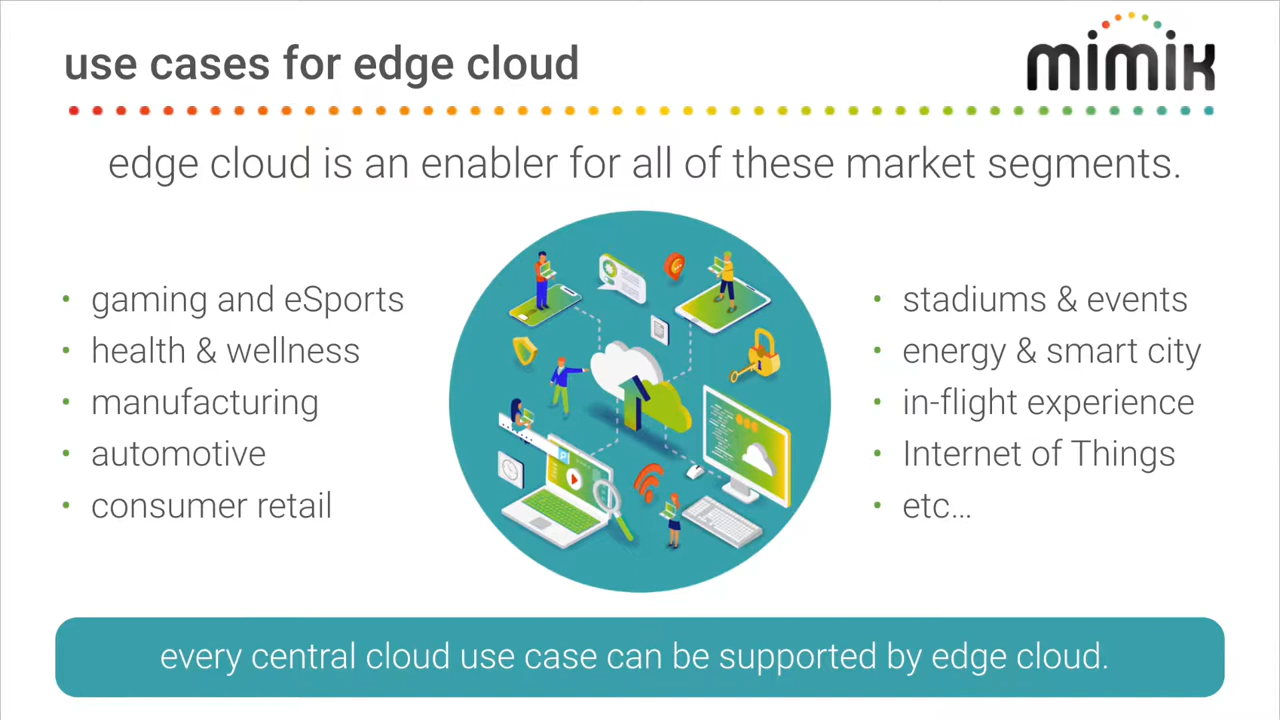 use cases for edge cloud
mimik
edge cloud is an enabler for all of these market segments.
• gaming and eSports
• health & wellness
• manufacturing
• automotive
• consumer retail
• stadiums & events
• energy & smart city
• in-flight experience
• Internet of Things
• etc...
every central cloud use case can be supported by edge cloud.